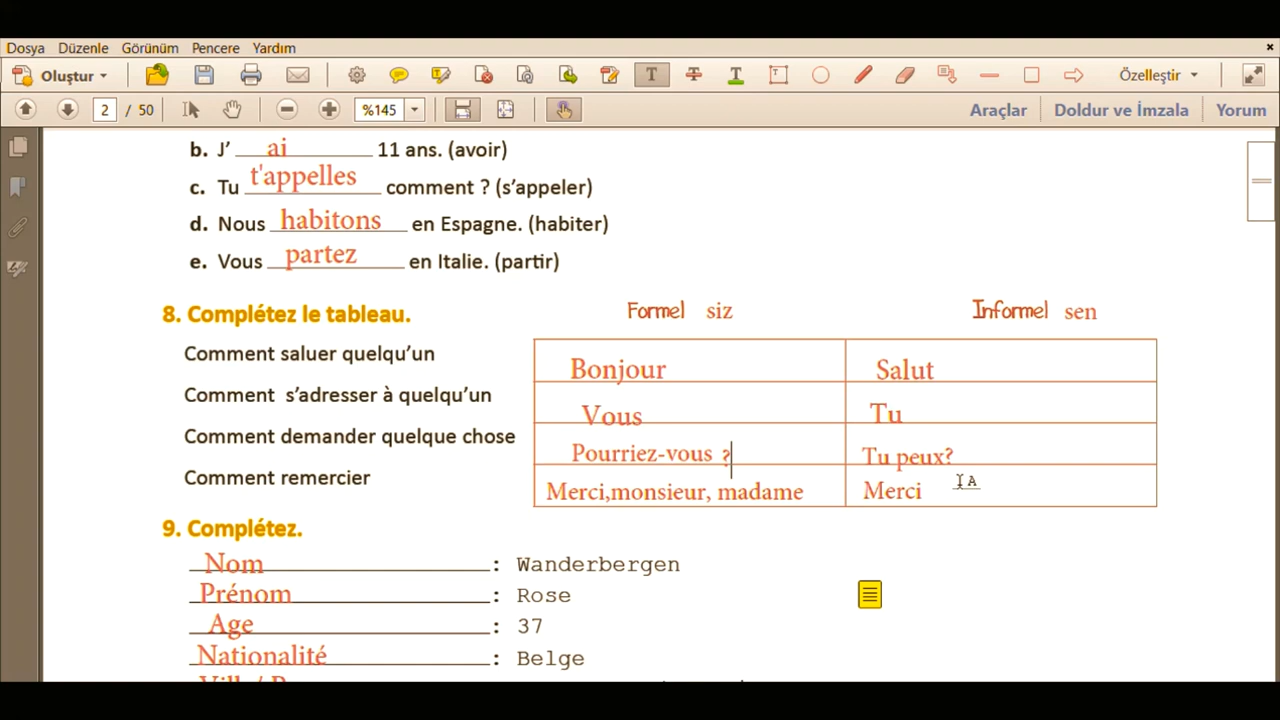 Dosya Düzenle Görünüm Pencere Yardım
Oluştur Özelleştir
2 / 50 %145 Araçlar Doldur ve İmzala Yorum
b. J' ai 11 ans. (avoir)
c. Tu t'appelles comment ? (s'appeler)
d. Nous habitons en Espagne. (habiter)
e. Vous partez en Italie. (partir)
8. Complétez le tableau. Formel siz Informel sen
Comment saluer quelqu'un Bonjour Salut
Comment s'adresser à quelqu'un Vous Tu
Comment demander quelque chose Pourriez-vous ? Tu peux?
Comment remercier Merci,monsieur, madame Merci
9. Complétez.
Nom : Wanderbergen
Prénom : Rose
Age : 37
Nationalité : Belge